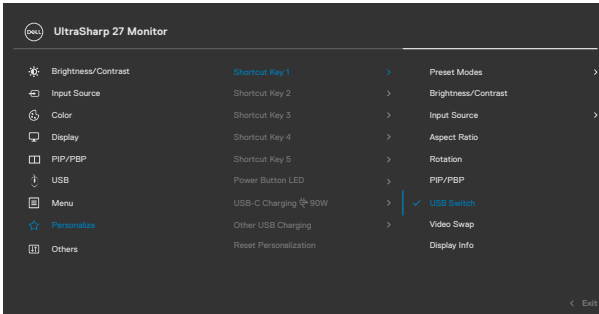 DELL UltraSharp 27 Monitor
Brightness/Contrast
Input Source
Color
Display
PIP/PBP
USB
Menu
Personalize
Others
Shortcut Key 1
Shortcut Key 2
Shortcut Key 3
Shortcut Key 4
Shortcut Key 5
Power Button LED
USB-C Charging 90W
Other USB Charging
Reset Personalization
Preset Modes
Brightness/Contrast
Input Source
Aspect Ratio
Rotation
PIP/PBP
USB Switch
Video Swap
Display Info
Exit